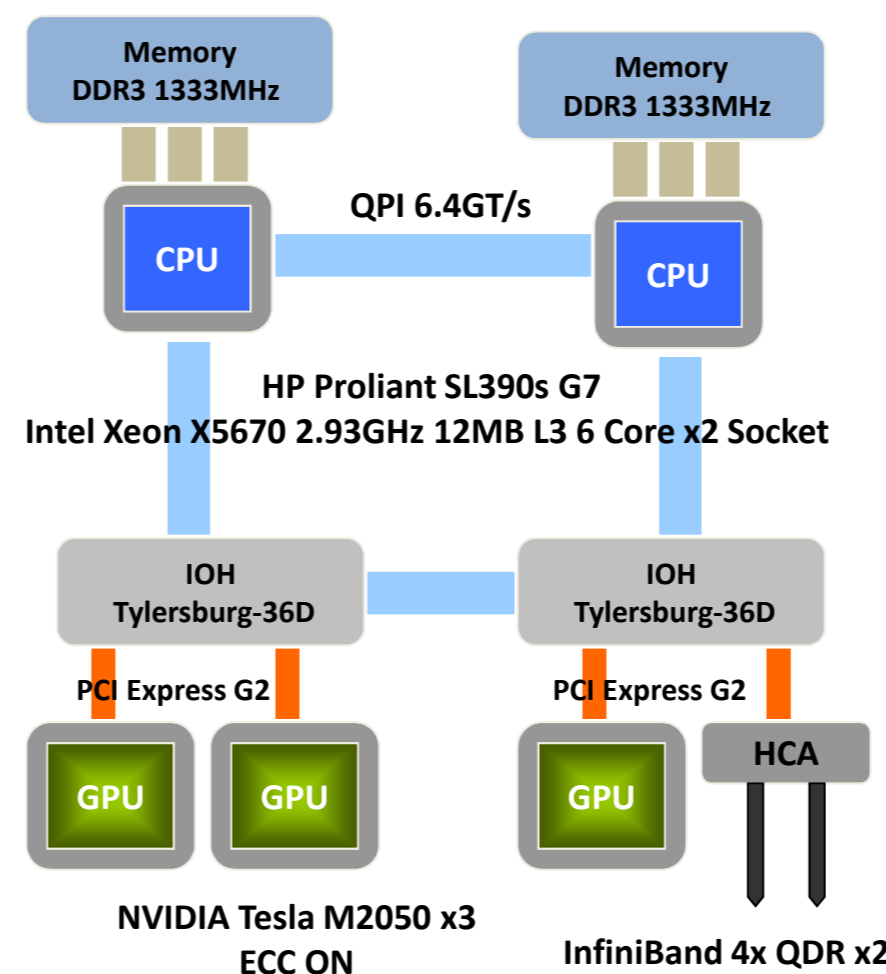 Memory
DDR3 1333MHz
Memory
DDR3 1333MHz
QPI 6.4GT/s
CPU
CPU
HP Proliant SL390s G7
Intel Xeon X5670 2.93GHz 12MB L3 6 Core x2 Socket
IOH
Tylersburg-36D
IOH
Tylersburg-36D
PCI Express G2
PCI Express G2
GPU
GPU
GPU
HCA
NVIDIA Tesla M2050 x3
ECC ON
InfiniBand 4x QDR x2